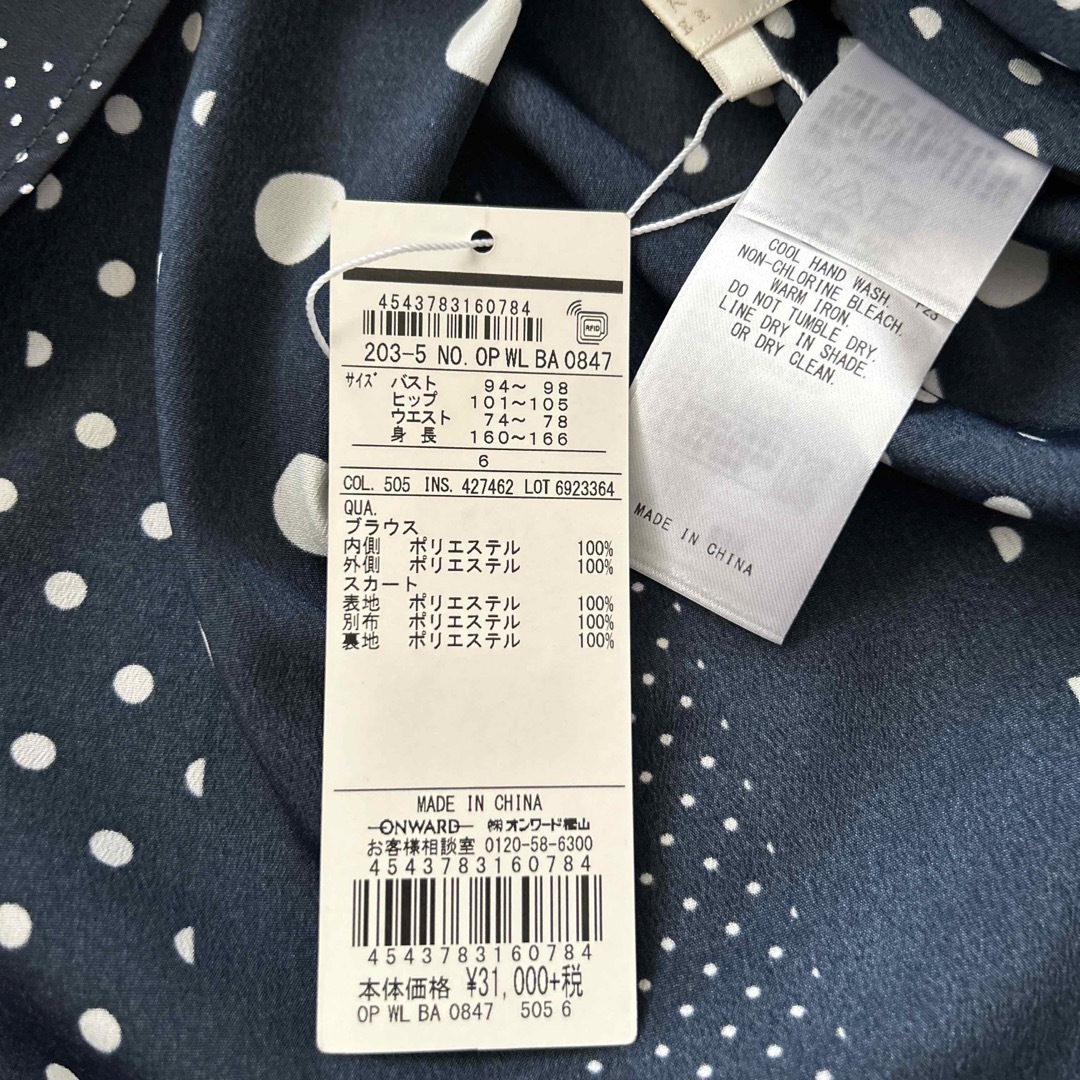 4543783160784
RFID
203-5 NO. OP WL BA 0847
サイズ バスト 94～ 98
ヒップ 101～105
ウエスト 74～ 78
身 長 160～166
6
COL. 505 INS. 427462 LOT 6923364
QUA.
ブラウス
内側 ポリエステル 100%
外側 ポリエステル 100%
スカート
表地 ポリエステル 100%
別布 ポリエステル 100%
裏地 ポリエステル 100%
MADE IN CHINA
ONWARD ㈱オンワード樫山
お客様相談室 0120-58-6300
4543783160784
4543783160784
本体価格 ¥31,000+税
OP WL BA 0847 505 6
COOL HAND WASH.
NON-CHLORINE BLEACH.
WARM IRON.
DO NOT TUMBLE DRY.
LINE DRY IN SHADE.
OR DRY CLEAN.
MADE IN CHINA